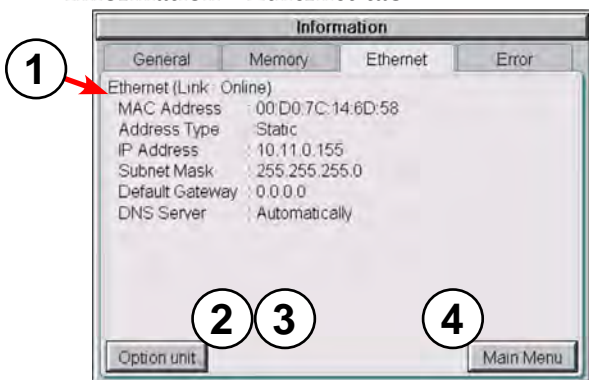 Information
General Memory Ethernet Error
1
Ethernet (Link : Online)
MAC Address : 00:D0:7C:14:6D:58
Address Type : Static
IP Address : 10.11.0.155
Subnet Mask : 255.255.255.0
Default Gateway : 0.0.0.0
DNS Server : Automatically
2 3 4
Option unit Main Menu